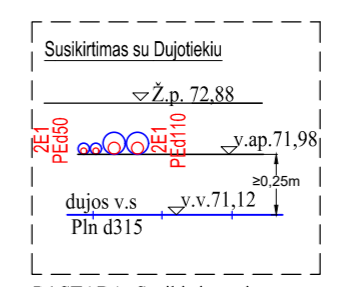 Susikirtimas su Dujotiekiu
Ž.p. 72,88
2E1
PEd50
2E1
PEd110
v.ap.71,98
≥0,25m
dujos v.s
v.v.71,12
Pln d315